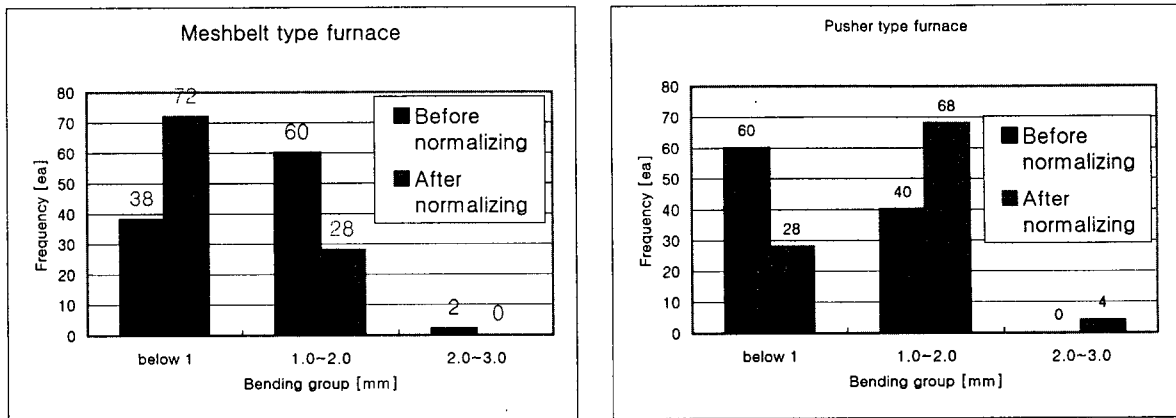 Meshbelt type furnace
Frequency [ea]
80
70
60
50
40
30
20
10
0
38
72
60
28
2
0
Before
normalizing
After
normalizing
below 1
1.0~2.0
2.0~3.0
Bending group [mm]
Pusher type furnace
Frequency [ea]
80
70
60
50
40
30
20
10
0
60
28
40
68
0
4
Before
normalizing
After
normalizing
below 1
1.0~2.0
2.0~3.0
Bending group [mm]